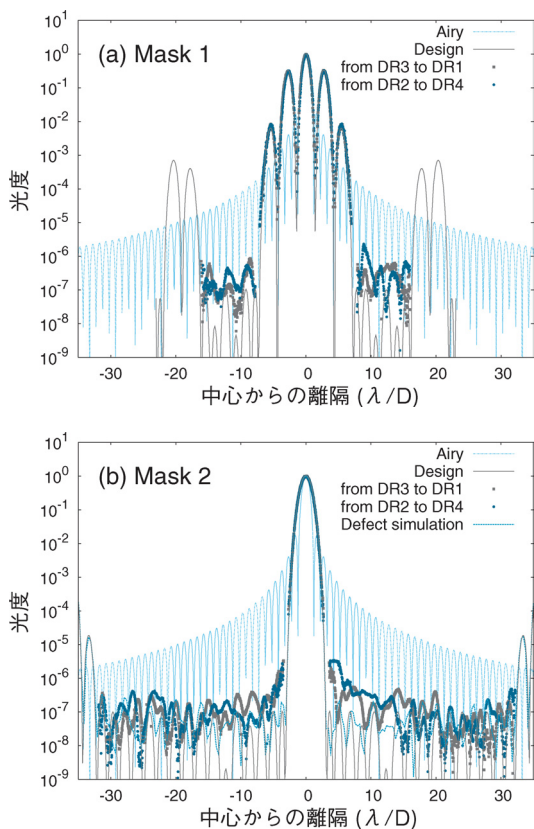 (a) Mask 1
Airy
Design
from DR3 to DR1
from DR2 to DR4
光度
10^1
10^0
10^-1
10^-2
10^-3
10^-4
10^-5
10^-6
10^-7
10^-8
10^-9
-30 -20 -10 0 10 20 30
中心からの離隔 (λ/D)
(b) Mask 2
Airy
Design
from DR3 to DR1
from DR2 to DR4
Defect simulation
光度
10^1
10^0
10^-1
10^-2
10^-3
10^-4
10^-5
10^-6
10^-7
10^-8
10^-9
-30 -20 -10 0 10 20 30
中心からの離隔 (λ/D)